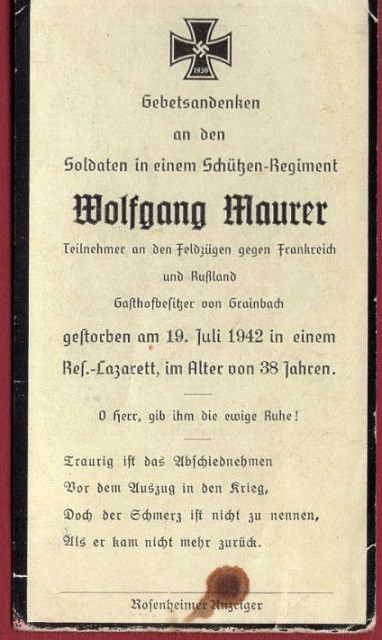 1939
Gebetsandenken
an den
Soldaten in einem Schützen-Regiment
Wolfgang Maurer
Teilnehmer an den Feldzügen gegen Frankreich
und Rußland
Gasthofbesitzer von Grainbach
gestorben am 19. Juli 1942 in einem
Res.-Lazarett, im Alter von 38 Jahren.
O Herr, gib ihm die ewige Ruhe!
Traurig ist das Abschiednehmen
Vor dem Auszug in den Krieg,
Doch der Schmerz ist nicht zu nennen,
Als er kam nicht mehr zurück.
Rosenheimer Anzeiger